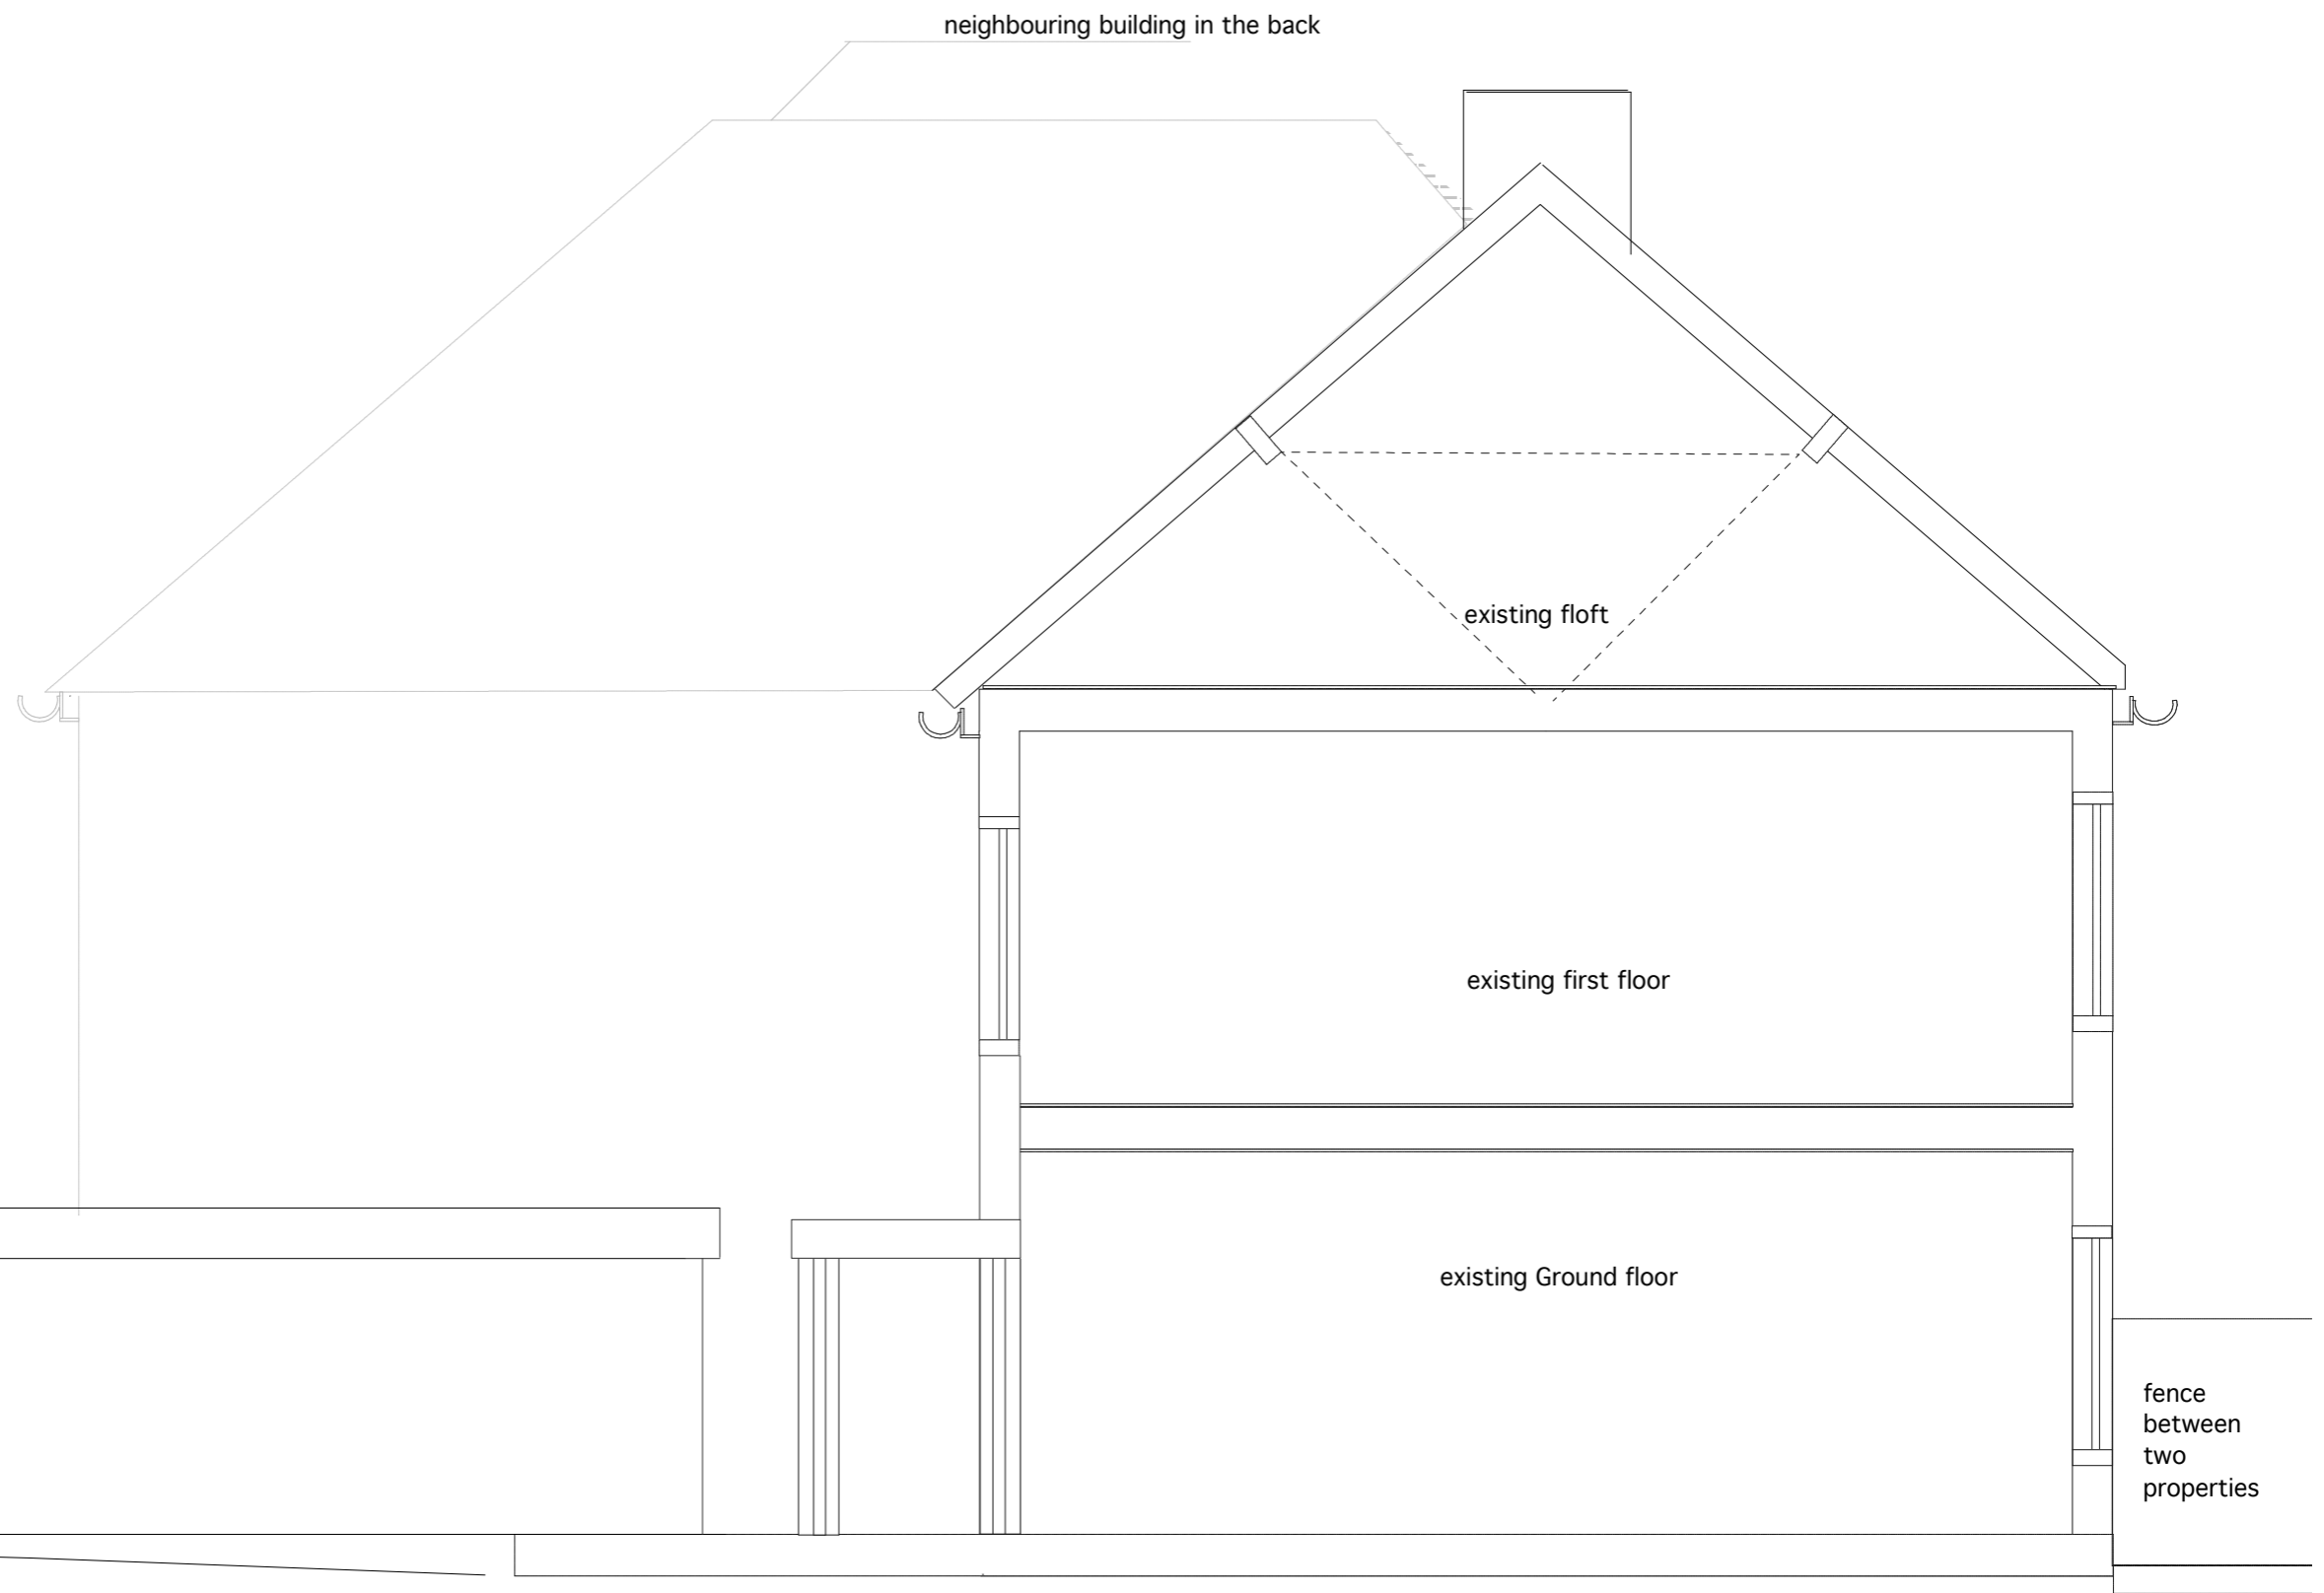 neighbouring building in the back
existing floft
existing first floor
existing Ground floor
fence
between
two
properties